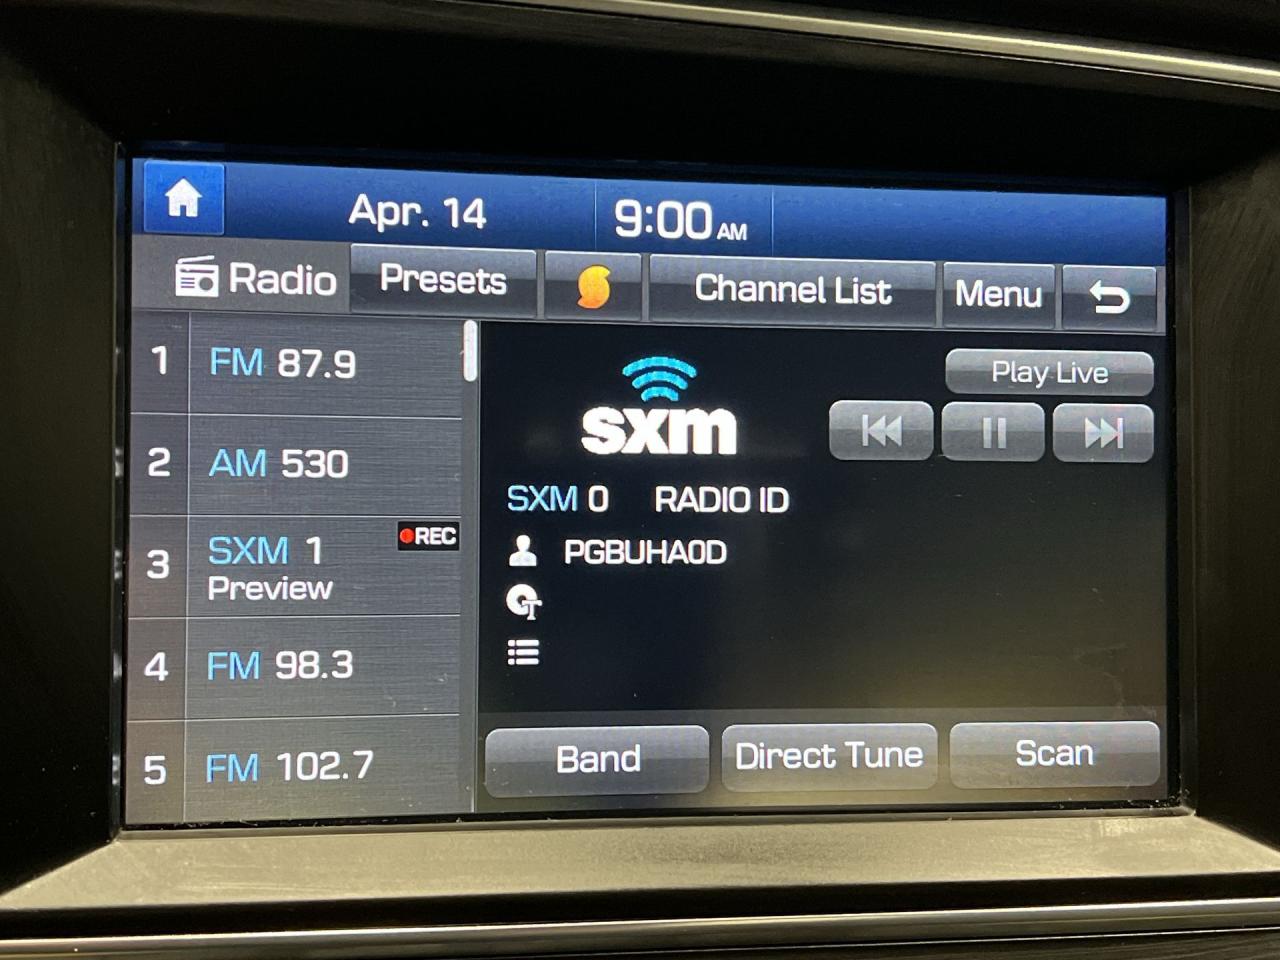 Apr. 14 9:00 AM
Radio Presets Channel List Menu
1 FM 87.9
2 AM 530
3 SXM 1 REC
Preview
4 FM 98.3
5 FM 102.7
sxm
Play Live
SXM 0 RADIO ID
PGBUHA0D
Band Direct Tune Scan